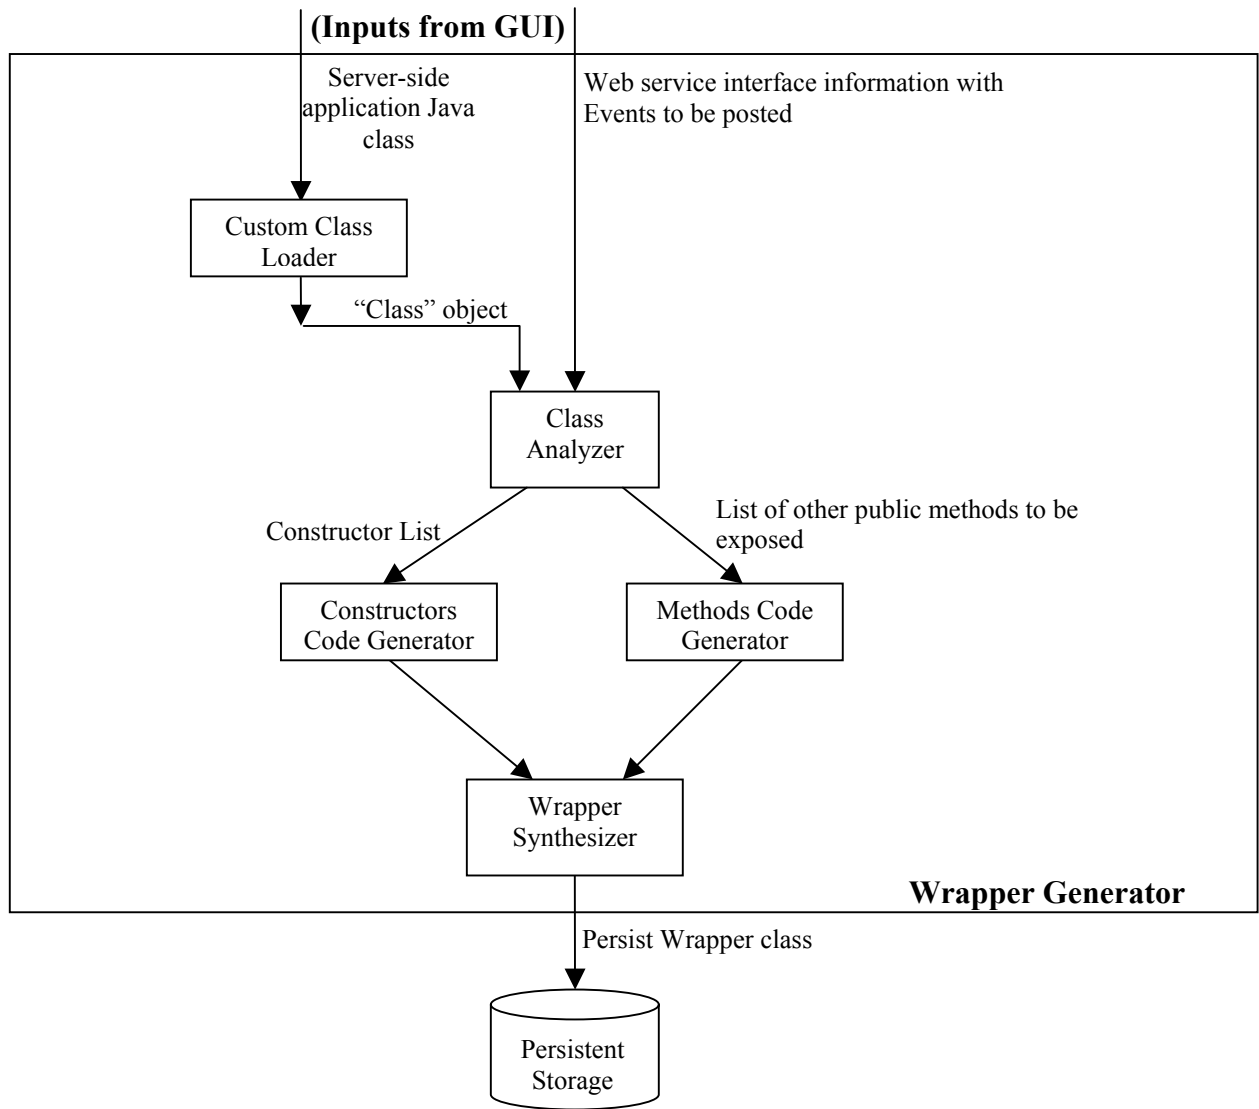 (Inputs from GUI)
Server-side
application Java
class
Web service interface information with
Events to be posted
Custom Class
Loader
“Class” object
Class
Analyzer
Constructor List
List of other public methods to be
exposed
Constructors
Code Generator
Methods Code
Generator
Wrapper
Synthesizer
Wrapper Generator
Persist Wrapper class
Persistent
Storage